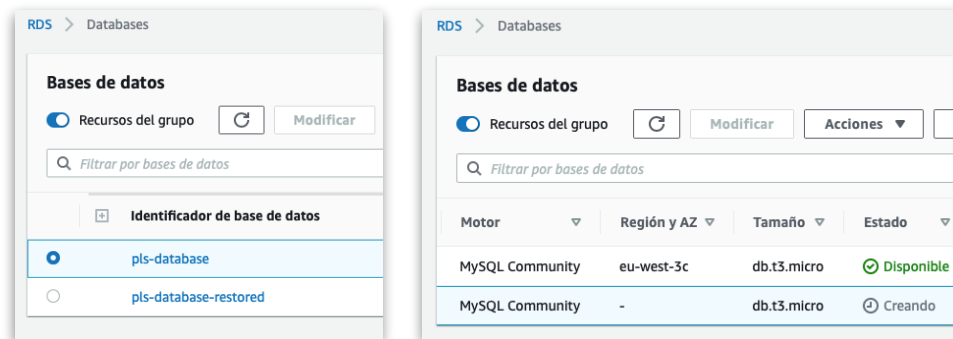 RDS > Databases
Bases de datos
Recursos del grupo Modificar
Filtrar por bases de datos
Identificador de base de datos
pls-database
pls-database-restored
RDS > Databases
Bases de datos
Recursos del grupo Modificar Acciones
Filtrar por bases de datos
Motor Región y AZ Tamaño Estado
MySQL Community eu-west-3c db.t3.micro Disponible
MySQL Community - db.t3.micro Creando